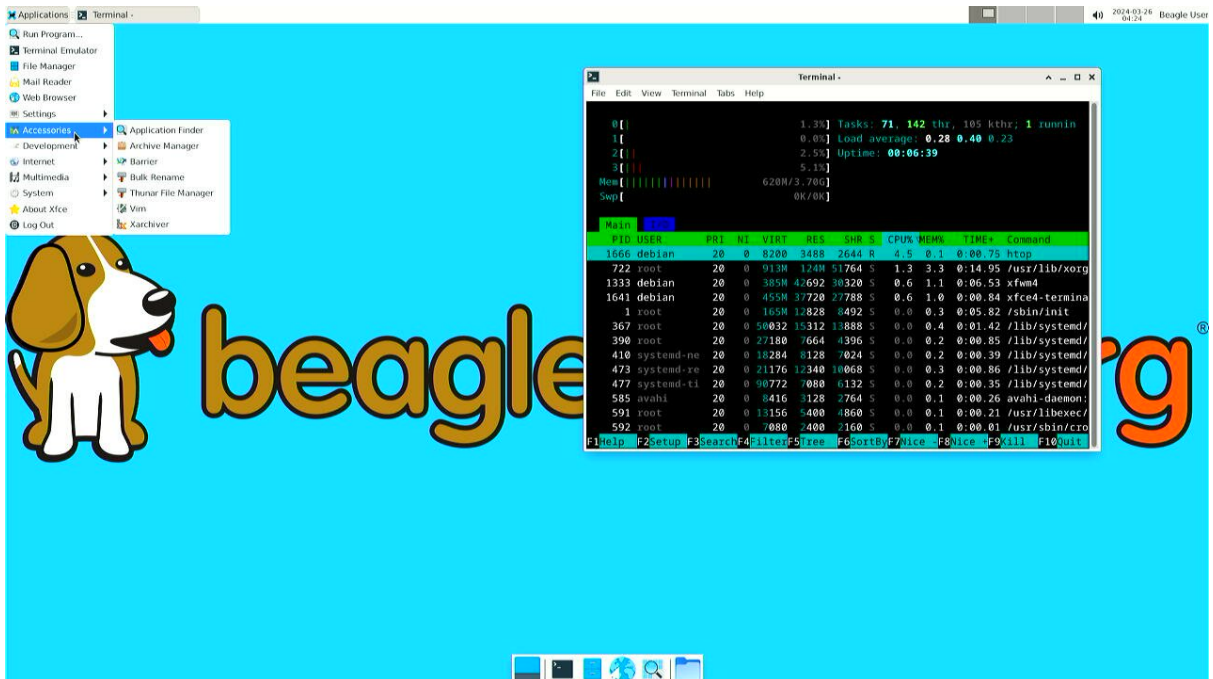 Applications Terminal -
2024-03-26
04:24
Beagle User
Run Program...
Terminal Emulator
File Manager
Mail Reader
Web Browser
Settings
Accessories
Development
Internet
Multimedia
System
About Xfce
Log Out
Application Finder
Archive Manager
Barrier
Bulk Rename
Thunar File Manager
Vim
Xarchiver
beagle
rg
®
Terminal -
File Edit View Terminal Tabs Help
0[| 1.3%] Tasks: 71, 142 thr, 105 kthr; 1 runnin
1[ 0.0%] Load average: 0.28 0.40 0.23
2[|| 2.5%] Uptime: 00:06:39
3[||| 5.1%]
Mem[||||||||||||||| 620M/3.70G]
Swp[ 0K/0K]
Main
PID USER PRI NI VIRT RES SHR S CPU% MEM% TIME+ Command
1666 debian 20 0 8200 3488 2644 R 4.5 0.1 0:00.75 htop
722 root 20 0 913M 124M 51764 S 1.3 3.3 0:14.95 /usr/lib/xorg
1333 debian 20 0 385M 42692 30320 S 0.6 1.1 0:06.53 xfwm4
1641 debian 20 0 455M 37720 27788 S 0.6 1.0 0:00.84 xfce4-termina
1 root 20 0 165M 12828 8492 S 0.0 0.3 0:05.82 /sbin/init
367 root 20 0 50032 15312 13888 S 0.0 0.4 0:01.42 /lib/systemd/
390 root 20 0 27180 7664 4396 S 0.0 0.2 0:00.85 /lib/systemd/
410 systemd-ne 20 0 18284 8128 7024 S 0.0 0.2 0:00.39 /lib/systemd/
473 systemd-re 20 0 21176 12340 10068 S 0.0 0.3 0:00.86 /lib/systemd/
477 systemd-ti 20 0 90772 7080 6132 S 0.0 0.2 0:00.35 /lib/systemd/
585 avahi 20 0 8416 3128 2764 S 0.0 0.1 0:00.26 avahi-daemon:
591 root 20 0 13156 5400 4860 S 0.0 0.1 0:00.21 /usr/libexec/
592 root 20 0 7080 2400 2160 S 0.0 0.1 0:00.01 /usr/sbin/cro
F1Help F2Setup F3SearchF4FilterF5Tree F6SortByF7Nice -F8Nice +F9Kill F10Quit